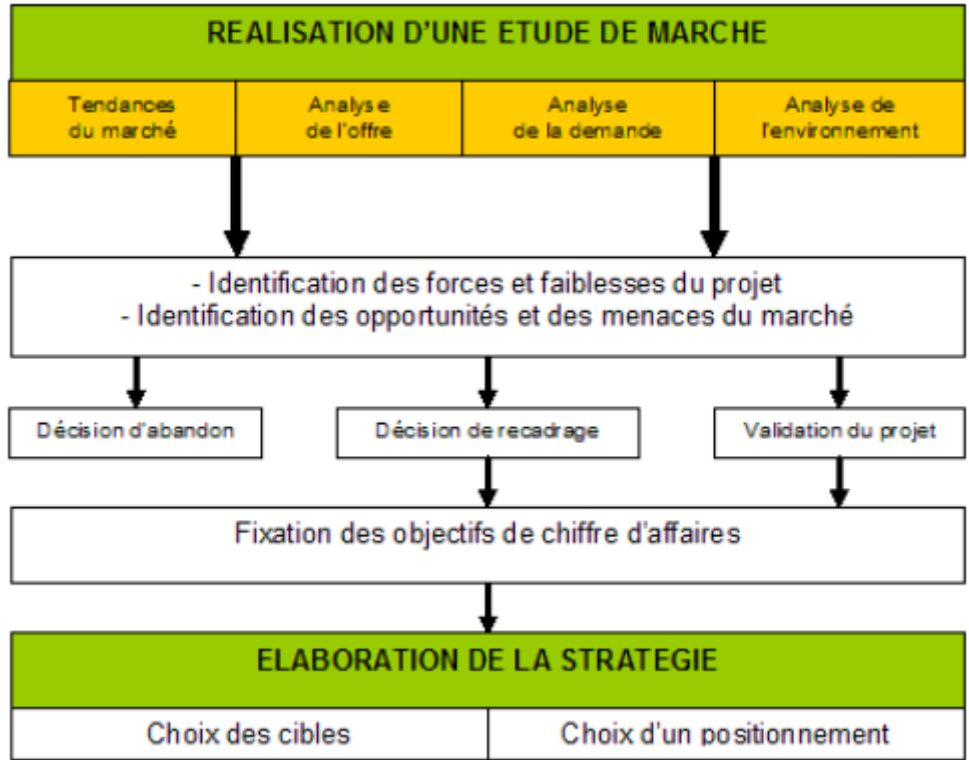 REALISATION D'UNE ETUDE DE MARCHE
Tendances
du marché
Analyse
de l'offre
Analyse
de la demande
Analyse de
l'environnement
- Identification des forces et faiblesses du projet
- Identification des opportunités et des menaces du marché
Décision d'abandon
Décision de recadrage
Validation du projet
Fixation des objectifs de chiffre d'affaires
ELABORATION DE LA STRATEGIE
Choix des cibles
Choix d'un positionnement